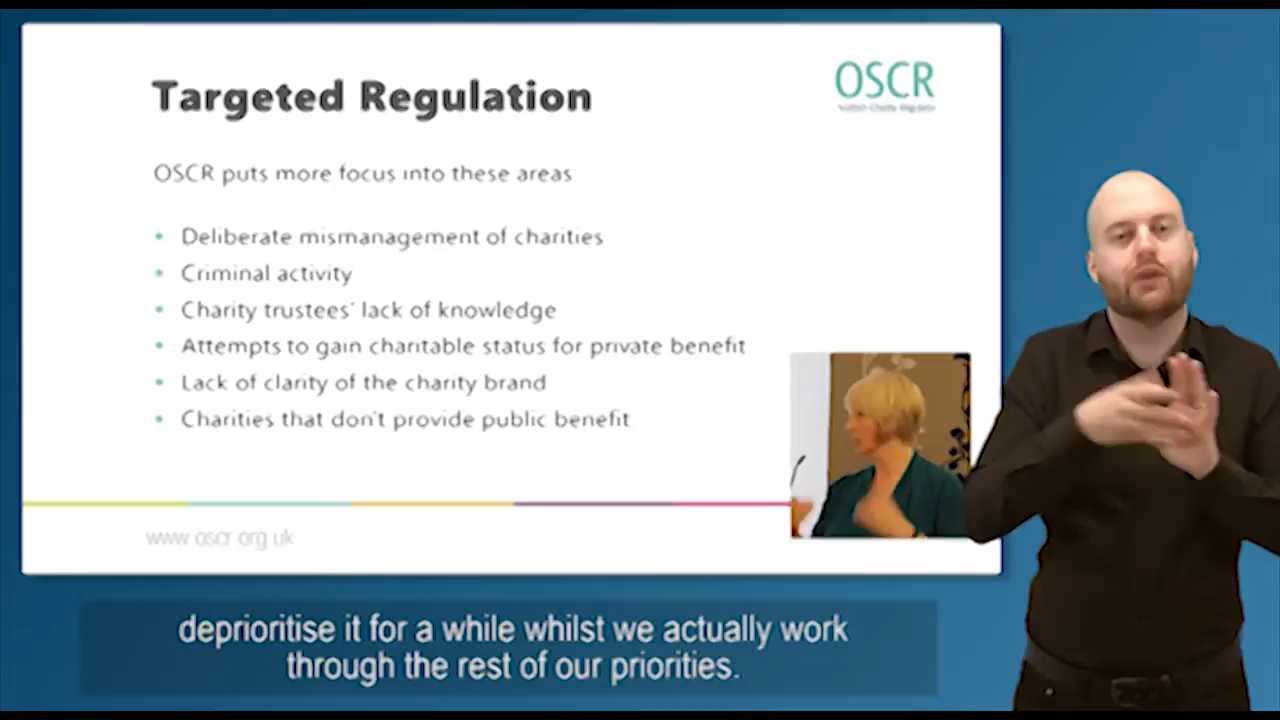 Targeted Regulation
OSCR
Scottish Charity Regulator
OSCR puts more focus into these areas
• Deliberate mismanagement of charities
• Criminal activity
• Charity trustees' lack of knowledge
• Attempts to gain charitable status for private benefit
• Lack of clarity of the charity brand
• Charities that don't provide public benefit
www.oscr.org.uk
deprioritise it for a while whilst we actually work
through the rest of our priorities.